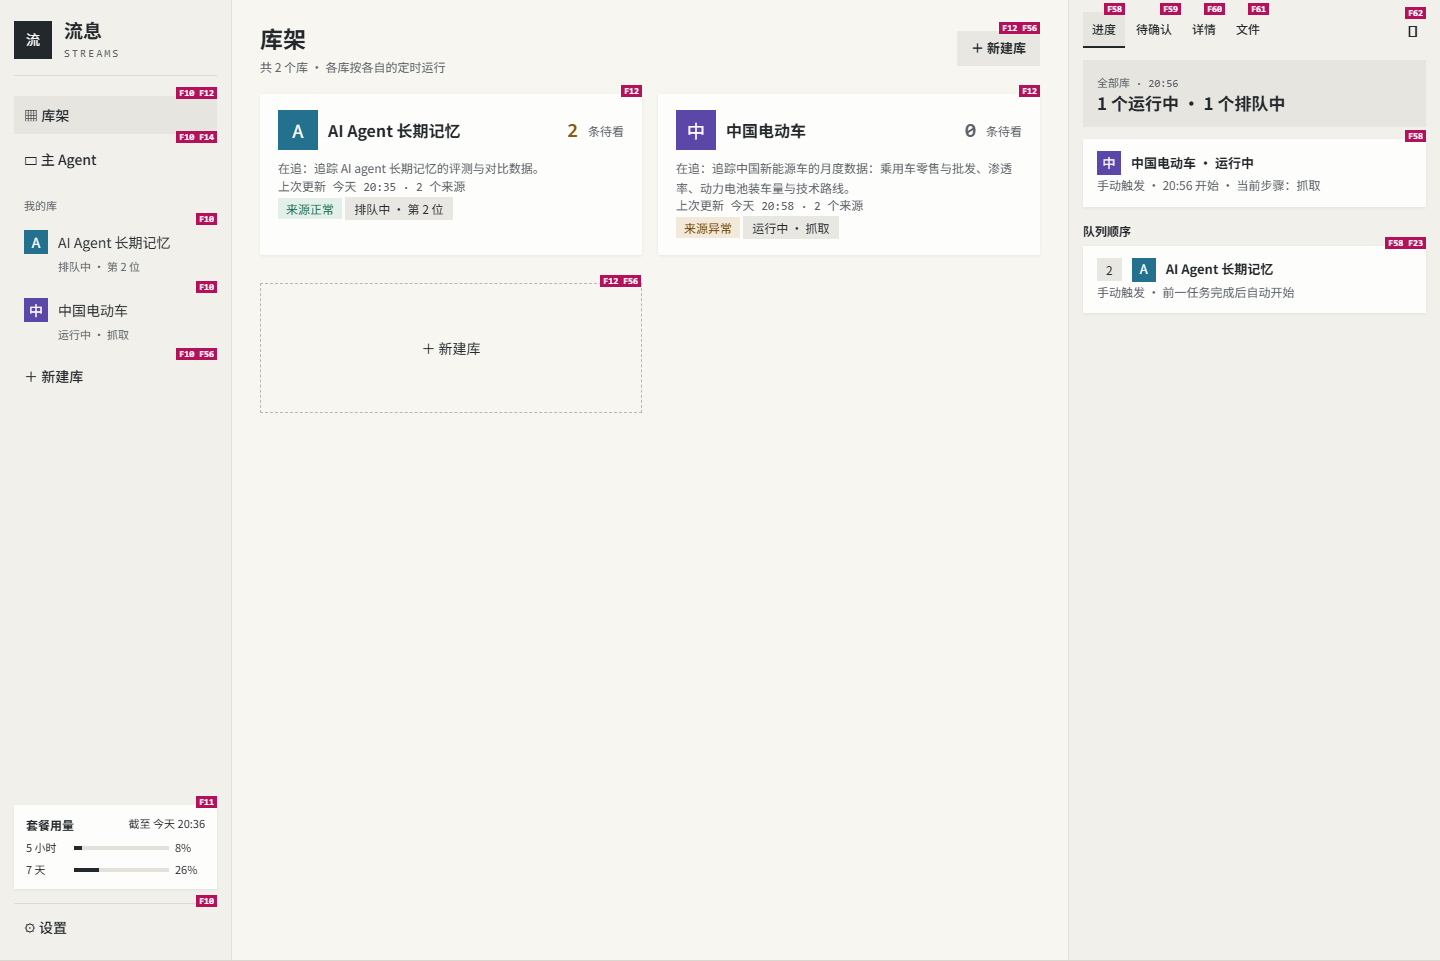 流
流息
STREAMS
F10 F12
库架
F10 F14
主 Agent
我的库
F10
A
AI Agent 长期记忆
排队中 · 第 2 位
F10
中
中国电动车
运行中 · 抓取
F10 F56
＋ 新建库
F11
套餐用量
截至 今天 20:36
5 小时
8%
7 天
26%
F10
设置
库架
共 2 个库 · 各库按各自的定时运行
F12 F56
＋ 新建库
F12
A
AI Agent 长期记忆
2 条待看
在追：追踪 AI agent 长期记忆的评测与对比数据。
上次更新 今天 20:35 · 2 个来源
来源正常
排队中 · 第 2 位
F12
中
中国电动车
0 条待看
在追：追踪中国新能源车的月度数据：乘用车零售与批发、渗透
率、动力电池装车量与技术路线。
上次更新 今天 20:58 · 2 个来源
来源异常
运行中 · 抓取
F12 F56
＋ 新建库
F58
进度
F59
待确认
F60
详情
F61
文件
F62
全部库 · 20:56
1 个运行中 · 1 个排队中
F58
中
中国电动车 · 运行中
手动触发 · 20:56 开始 · 当前步骤：抓取
队列顺序
F58 F23
2
A
AI Agent 长期记忆
手动触发 · 前一任务完成后自动开始